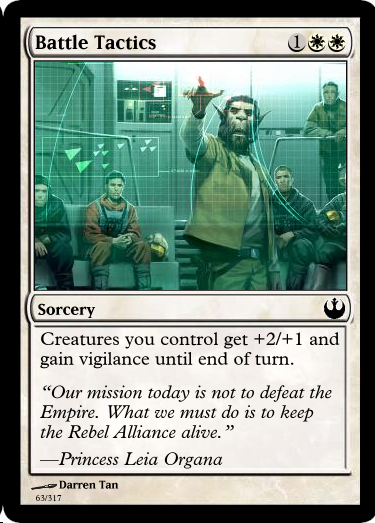 Battle Tactics 1
Sorcery
Creatures you control get +2/+1 and
gain vigilance until end of turn.
“Our mission today is not to defeat the
Empire. What we must do is to keep
the Rebel Alliance alive.”
—Princess Leia Organa
Darren Tan
63/317